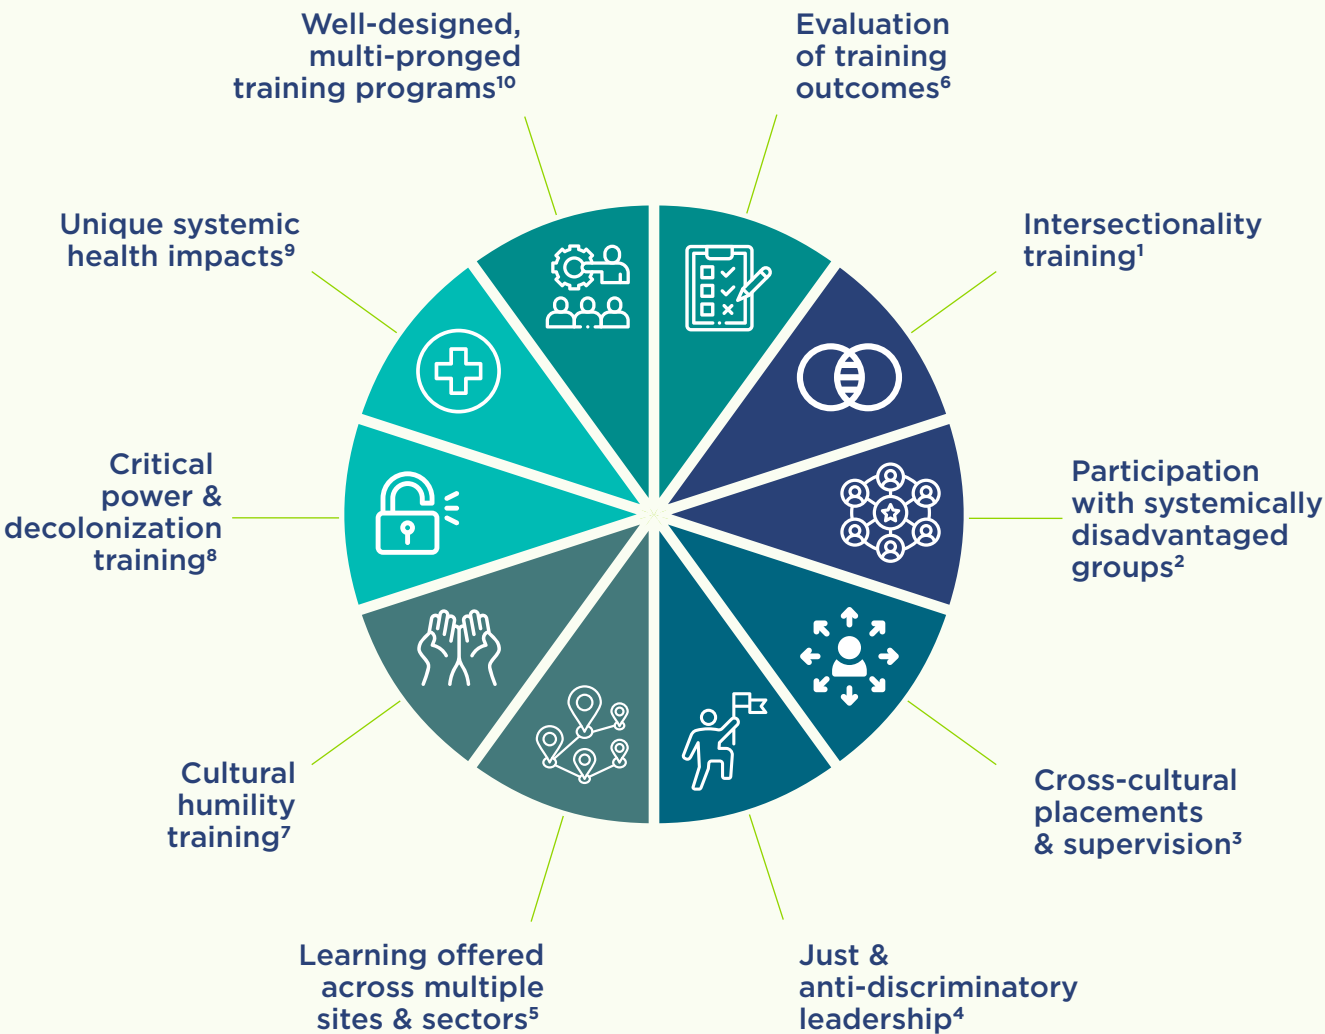 Well-designed,
multi-pronged
training programs¹⁰
Evaluation
of training
outcomes⁶
Unique systemic
health impacts⁹
Intersectionality
training¹
Critical
power &
decolonization
training⁸
Participation
with systemically
disadvantaged
groups²
Cultural
humility
training⁷
Cross-cultural
placements
& supervision³
Learning offered
across multiple
sites & sectors⁵
Just &
anti-discriminatory
leadership⁴